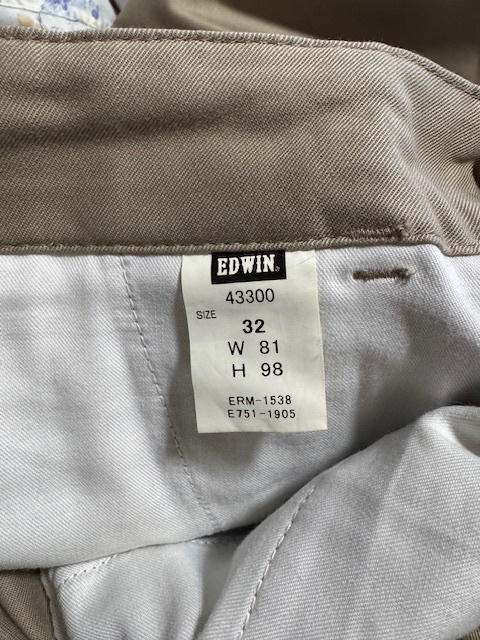 EDWIN
43300
SIZE
32
W 81
H 98
ERM-1538
E751-1905